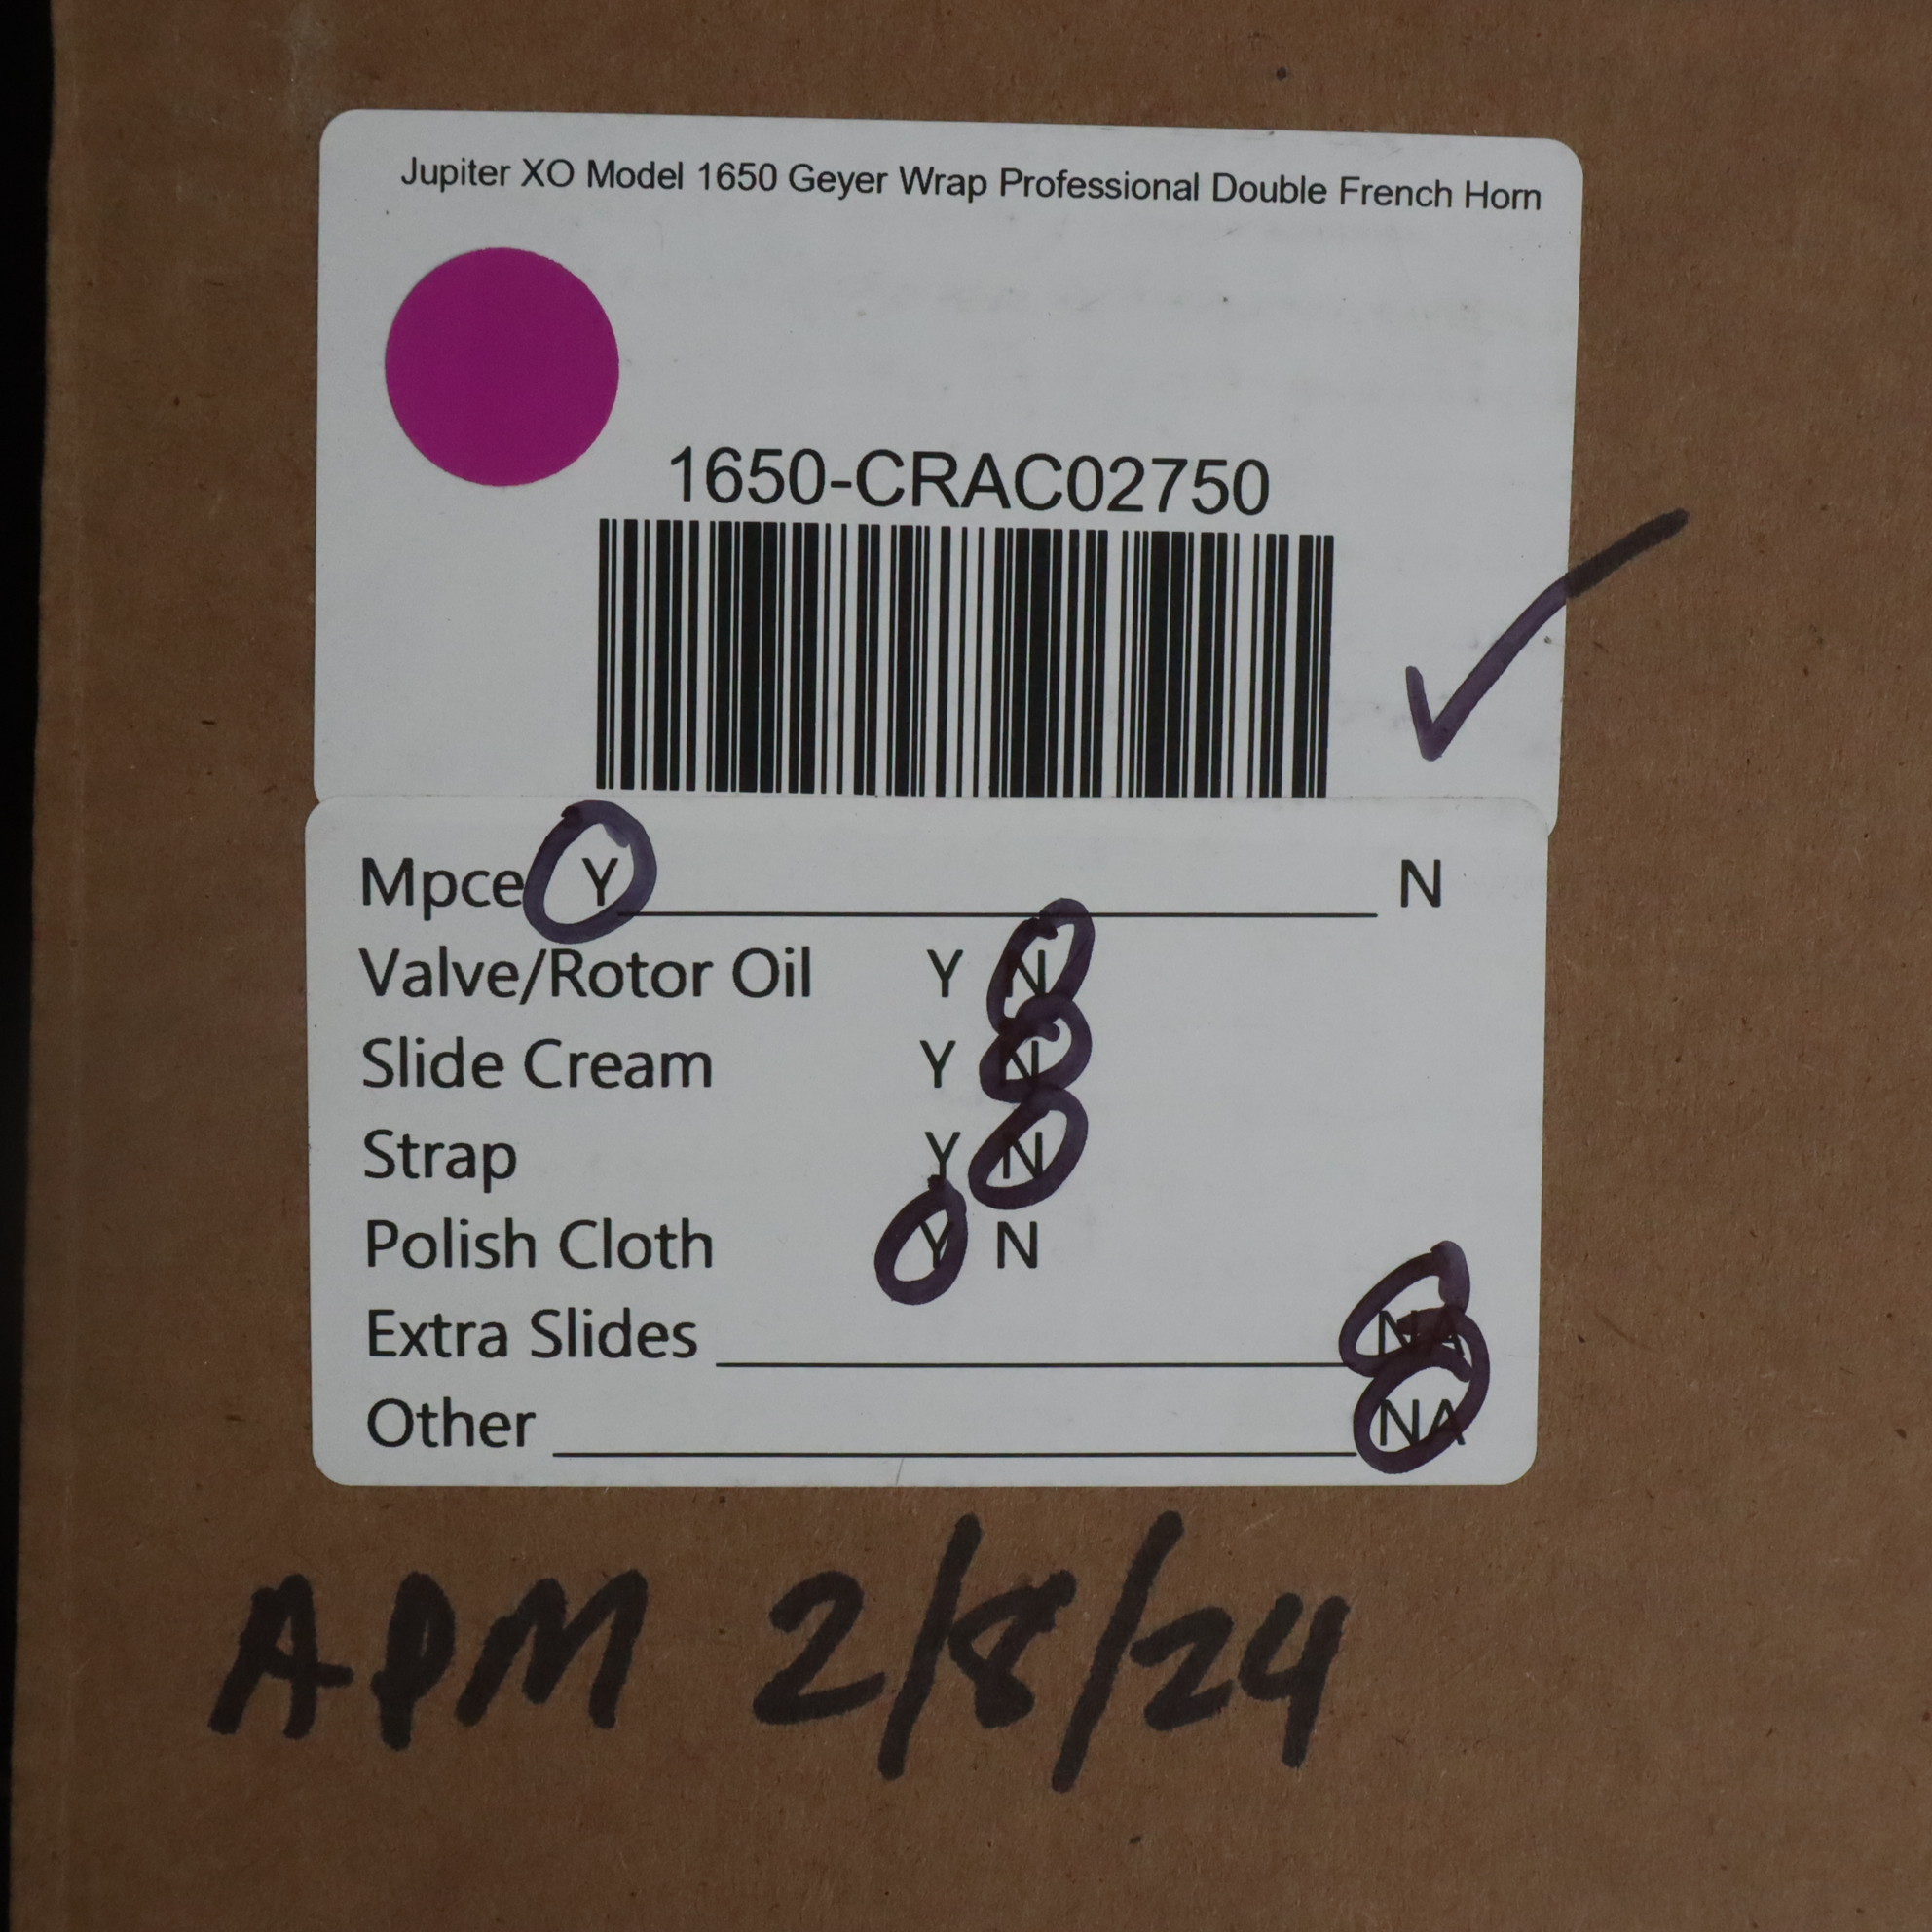 Jupiter XO Model 1650 Geyer Wrap Professional Double French Horn
1650-CRAC02750
Mpce Y N
Valve/Rotor Oil Y N
Slide Cream Y N
Strap Y N
Polish Cloth Y N
Extra Slides NA
Other NA
APM 2/8/24